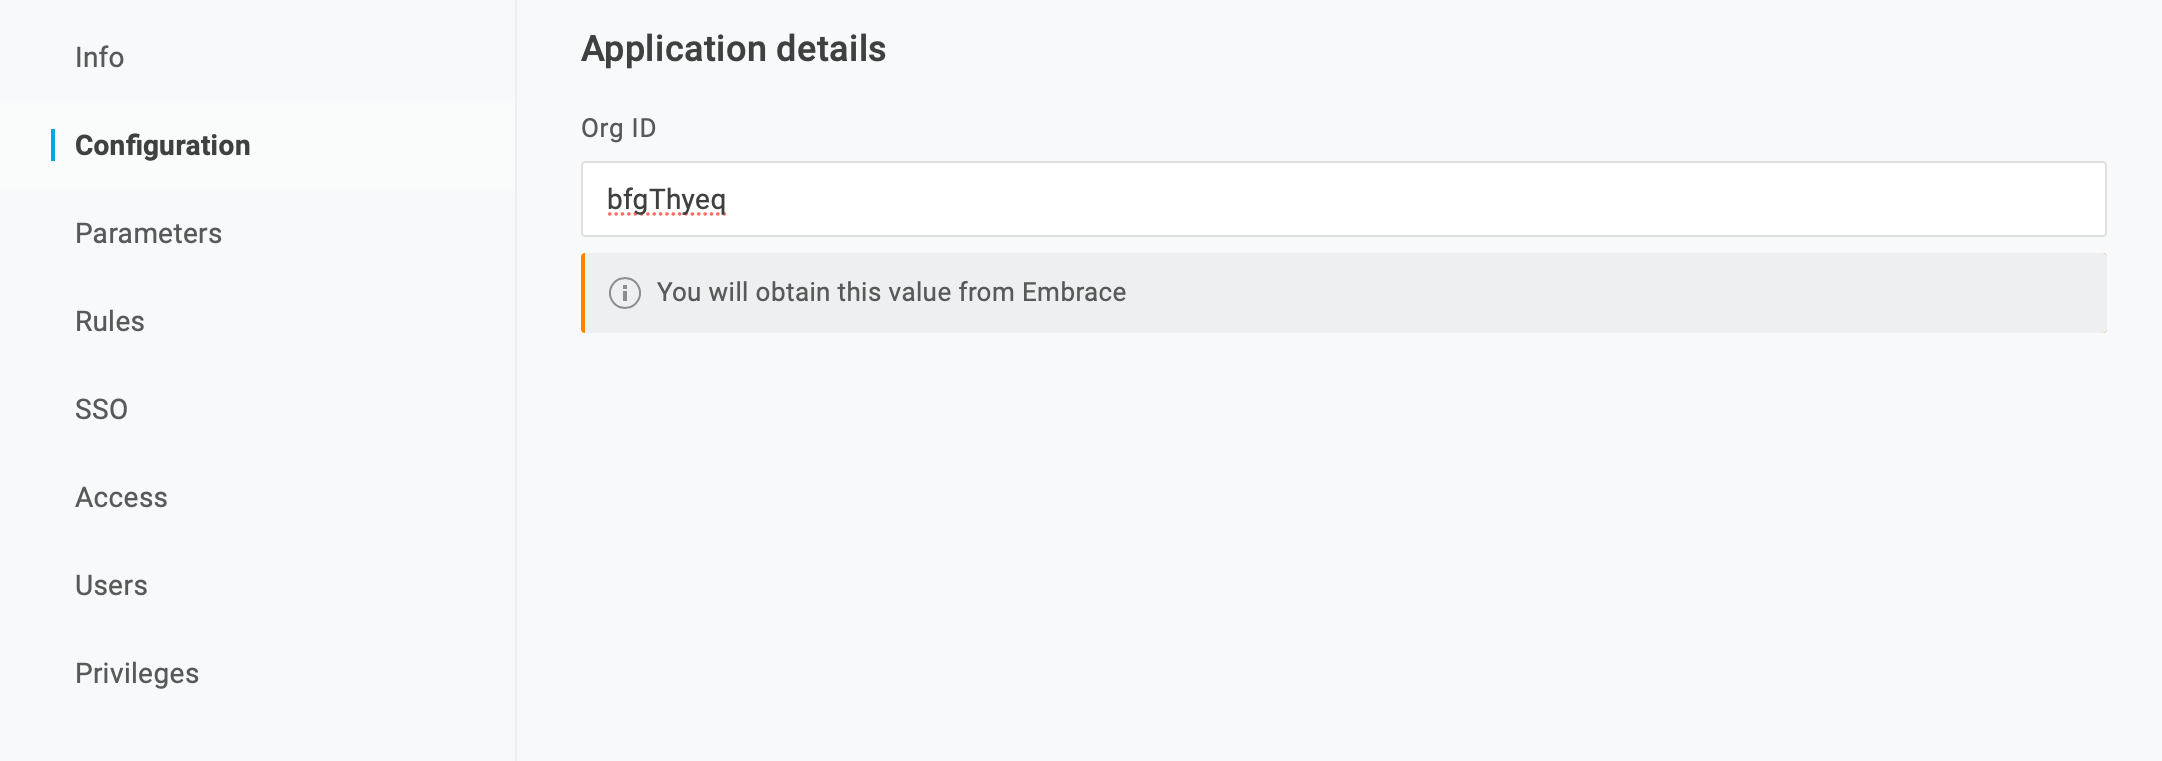 Info
Configuration
Parameters
Rules
SSO
Access
Users
Privileges
Application details
Org ID
bfgThyeq
You will obtain this value from Embrace